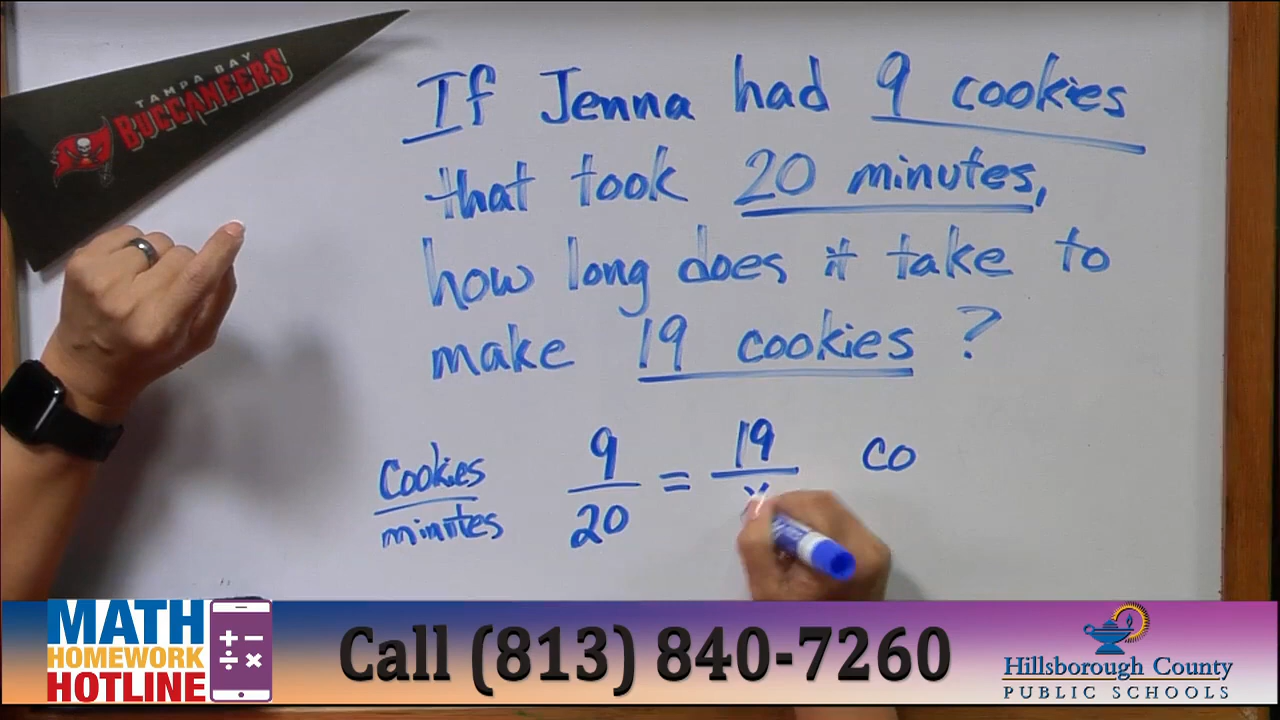 TAMPA BAY
BUCCANEERS
If Jenna had 9 cookies
that took 20 minutes,
how long does it take to
make 19 cookies ?
cookies
minutes
9
20
=
19
x
co
MATH
HOMEWORK
HOTLINE
+ −
÷ ×
Call (813) 840-7260
Hillsborough County
PUBLIC SCHOOLS